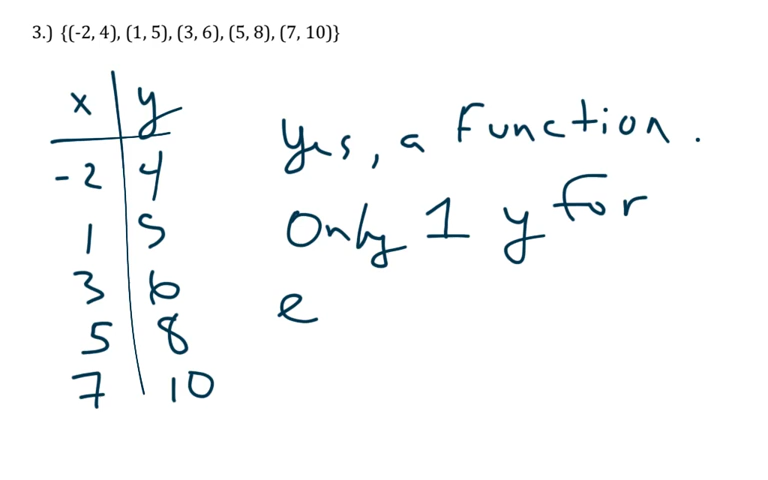 3.) {(-2, 4), (1, 5), (3, 6), (5, 8), (7, 10)}
x y
-2 4
1 5
3 6
5 8
7 10
Yes, a function.
Only 1 y for
e